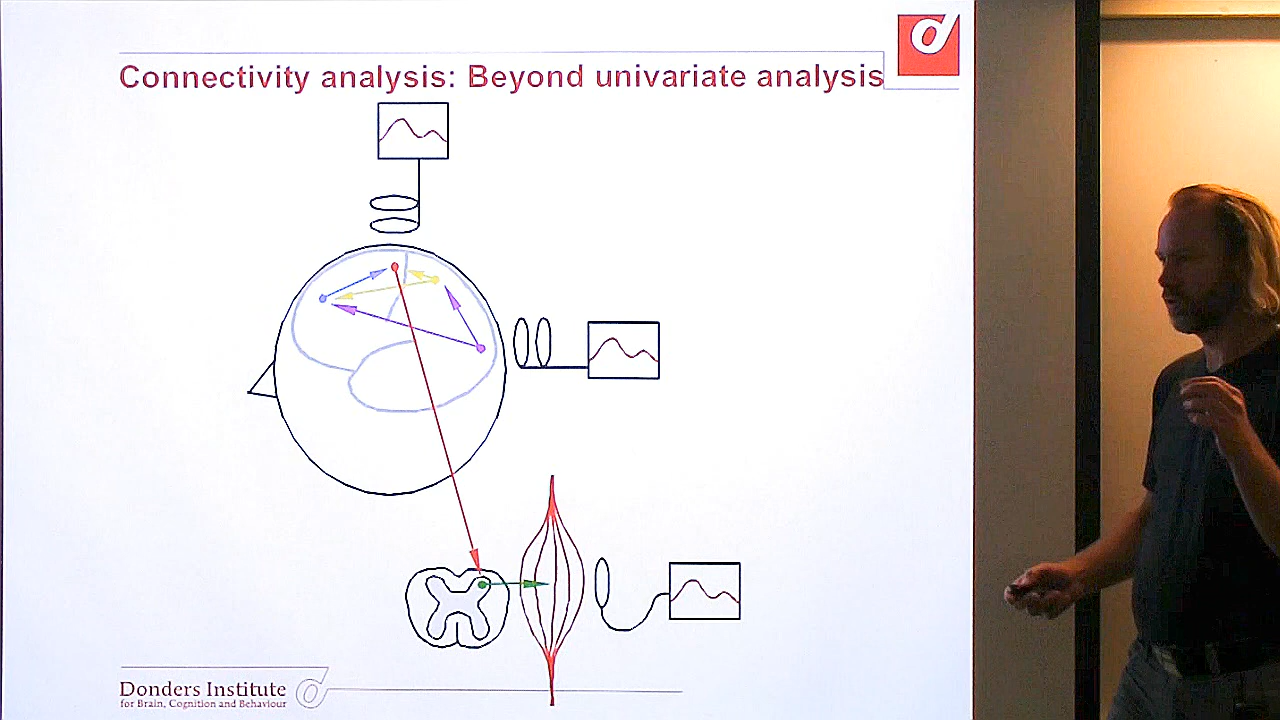 Connectivity analysis: Beyond univariate analysis
Donders Institute
for Brain, Cognition and Behaviour